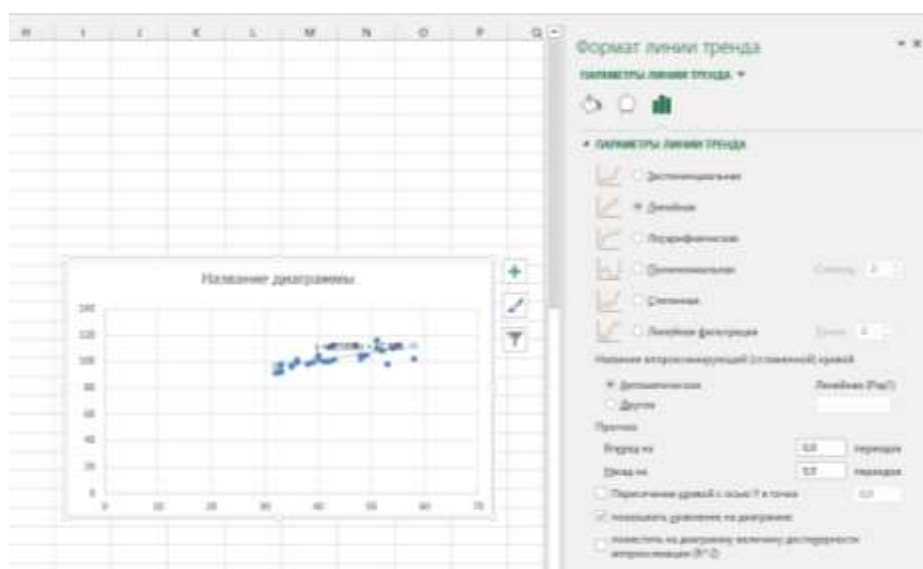 H I J K L M N O P Q
Формат линии тренда
ПАРАМЕТРЫ ЛИНИИ ТРЕНДА
ПАРАМЕТРЫ ЛИНИИ ТРЕНДА
Экспоненциальная
Линейная
Логарифмическая
Полиномиальная Степень: 2
Степенная
Линейная фильтрация Точки: 2
Название аппроксимирующей (сглаженной) кривой
Автоматическое Линейная (Ряд1)
Другое
Прогноз
Вперед на 0,0 периодов
Назад на 0,0 периодов
Пересечение кривой с осью Y в точке 0,0
показывать уравнение на диаграмме
поместить на диаграмму величину достоверности
аппроксимации (R^2)
Название диаграммы
140
120
100
80
60
40
20
0
0 10 20 30 40 50 60 70